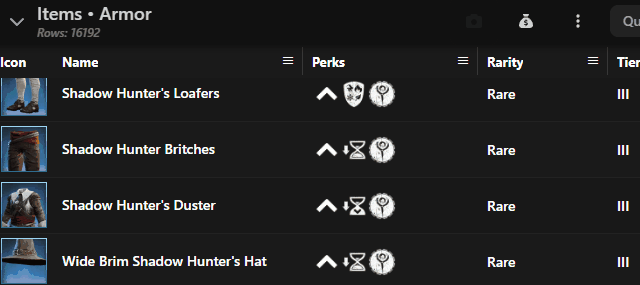 Items • Armor
Rows: 16192
Qu
Icon Name Perks Rarity Tier
Shadow Hunter's Loafers Rare III
Shadow Hunter Britches Rare III
Shadow Hunter's Duster Rare III
Wide Brim Shadow Hunter's Hat Rare III